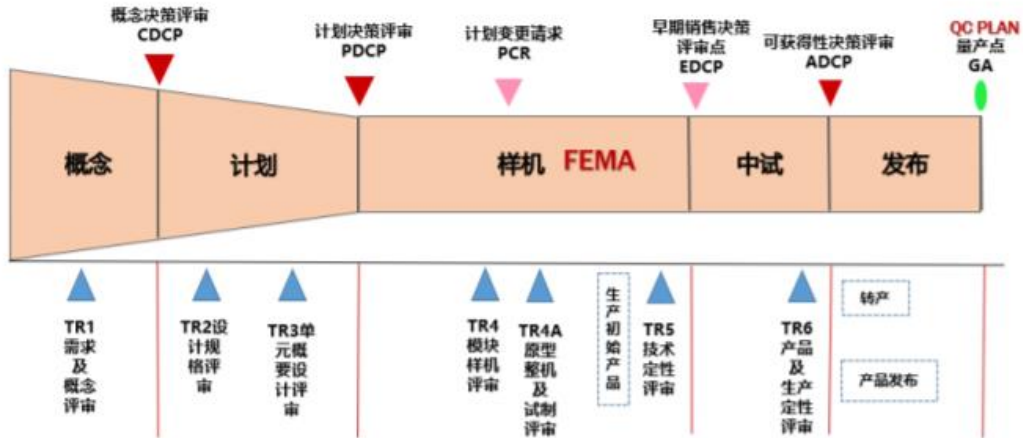 概念决策评审
CDCP
计划决策评审
PDCP
计划变更请求
PCR
早期销售决策
评审点
EDCP
可获得性决策评审
ADCP
QC PLAN
量产点
GA
概念
计划
样机 FEMA
中试
发布
TR1
需求
及
概念
评审
TR2设
计规
格评
审
TR3单
元概
要设
计评
审
TR4
模块
样机
评审
TR4A
原型
整机
及
试制
评审
生
产
初
始
产
品
TR5
技术
定性
评审
TR6
产品
及
生产
定性
评审
转产
产品发布